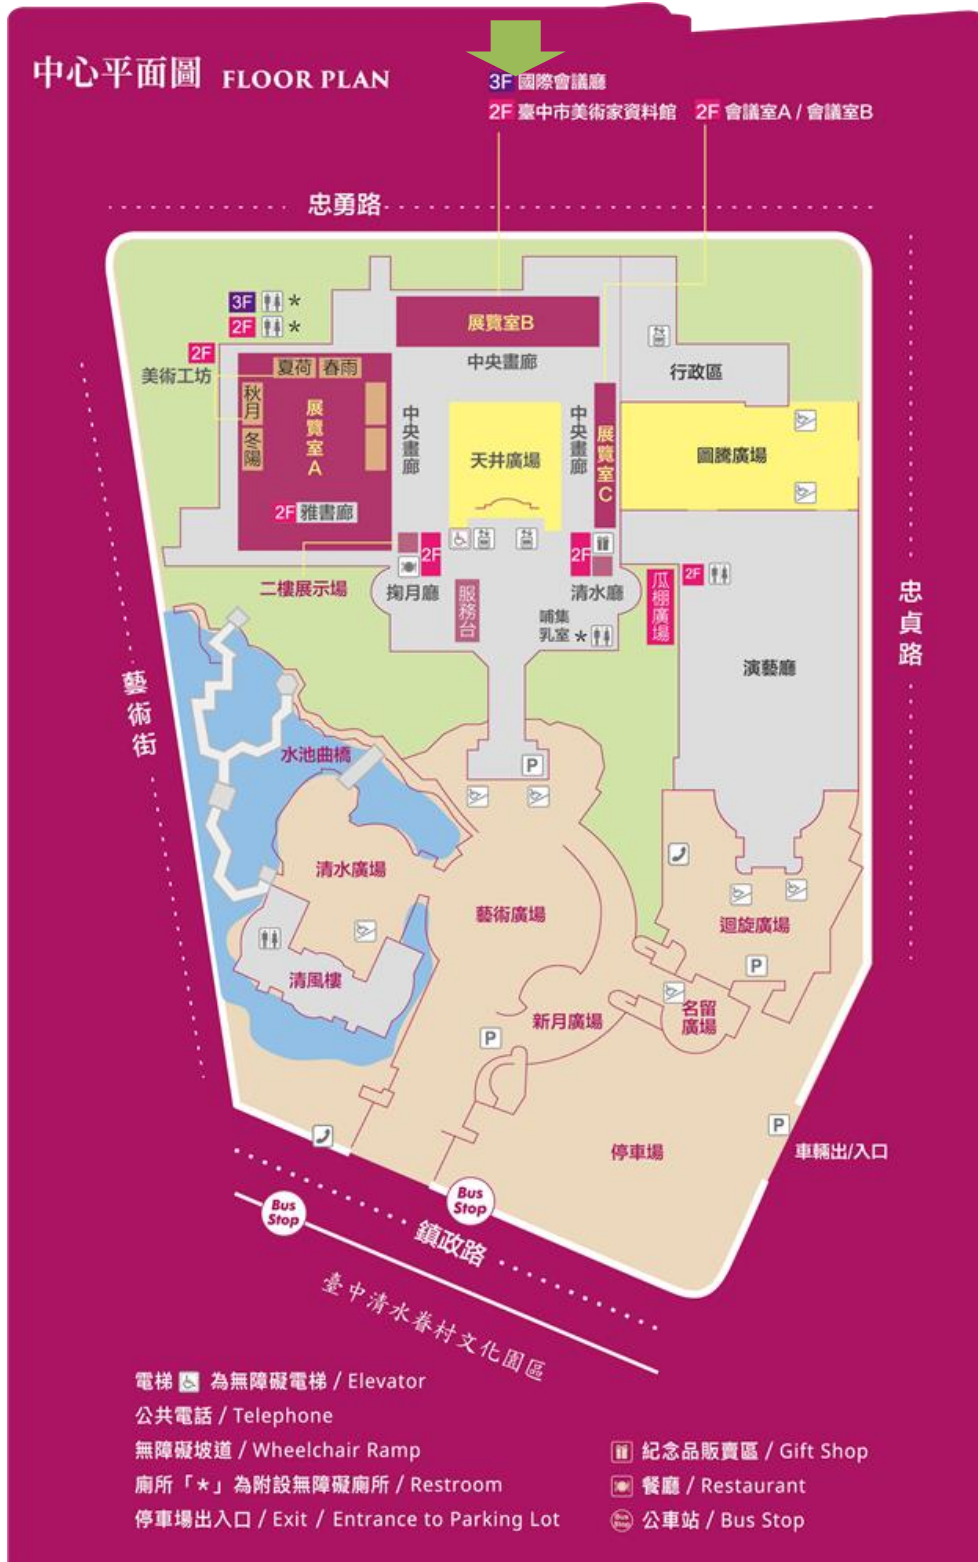 中心平面圖 FLOOR PLAN
3F 國際會議廳
2F 臺中市美術家資料館
2F 會議室A / 會議室B
忠勇路
3F *
2F *
2F
美術工坊
展覽室B
中央畫廊
行政區
夏荷 春雨
秋月
冬陽
展覽室A
2F 雅書廊
中央畫廊
天井廣場
中央畫廊
展覽室C
圖騰廣場
二樓展示場
2F
掬月廳
服務台
2F
清水廳
哺集
乳室 *
瓜棚廣場
2F
演藝廳
忠貞路
藝術街
水池曲橋
P
清水廣場
藝術廣場
迴旋廣場
P
清風樓
新月廣場
名留
廣場
P
P
停車場
車輛出/入口
Bus
Stop
Bus
Stop
鎮政路
臺中清水眷村文化園區
電梯 為無障礙電梯 / Elevator
公共電話 / Telephone
無障礙坡道 / Wheelchair Ramp
廁所「*」為附設無障礙廁所 / Restroom
停車場出入口 / Exit / Entrance to Parking Lot
紀念品販賣區 / Gift Shop
餐廳 / Restaurant
Bus
Stop
公車站 / Bus Stop